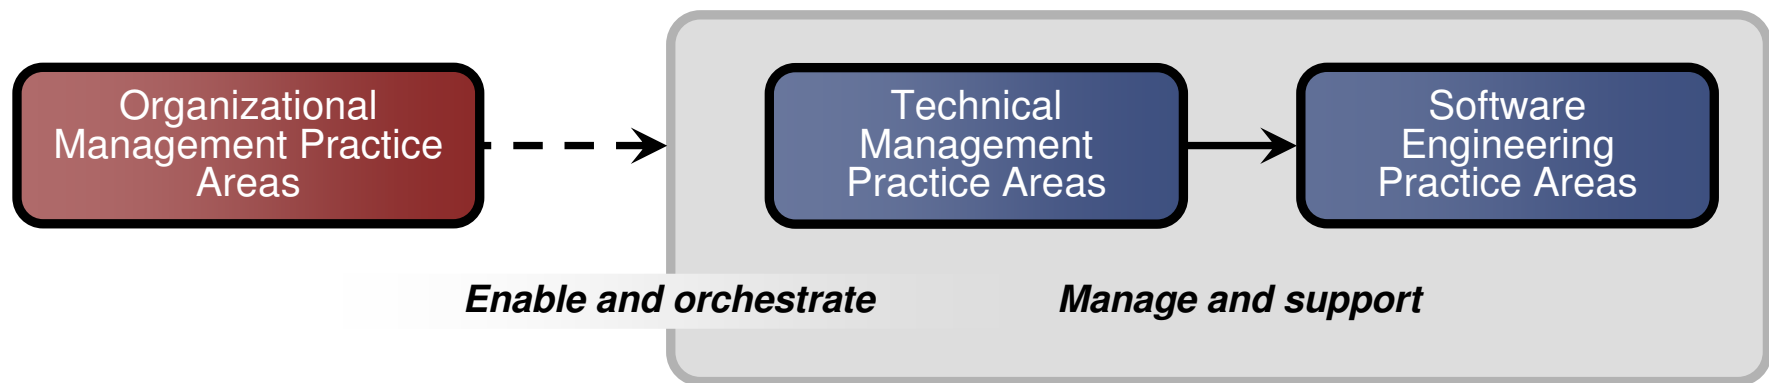 Organizational
Management Practice
Areas
Technical
Management
Practice Areas
Software
Engineering
Practice Areas
Enable and orchestrate
Manage and support